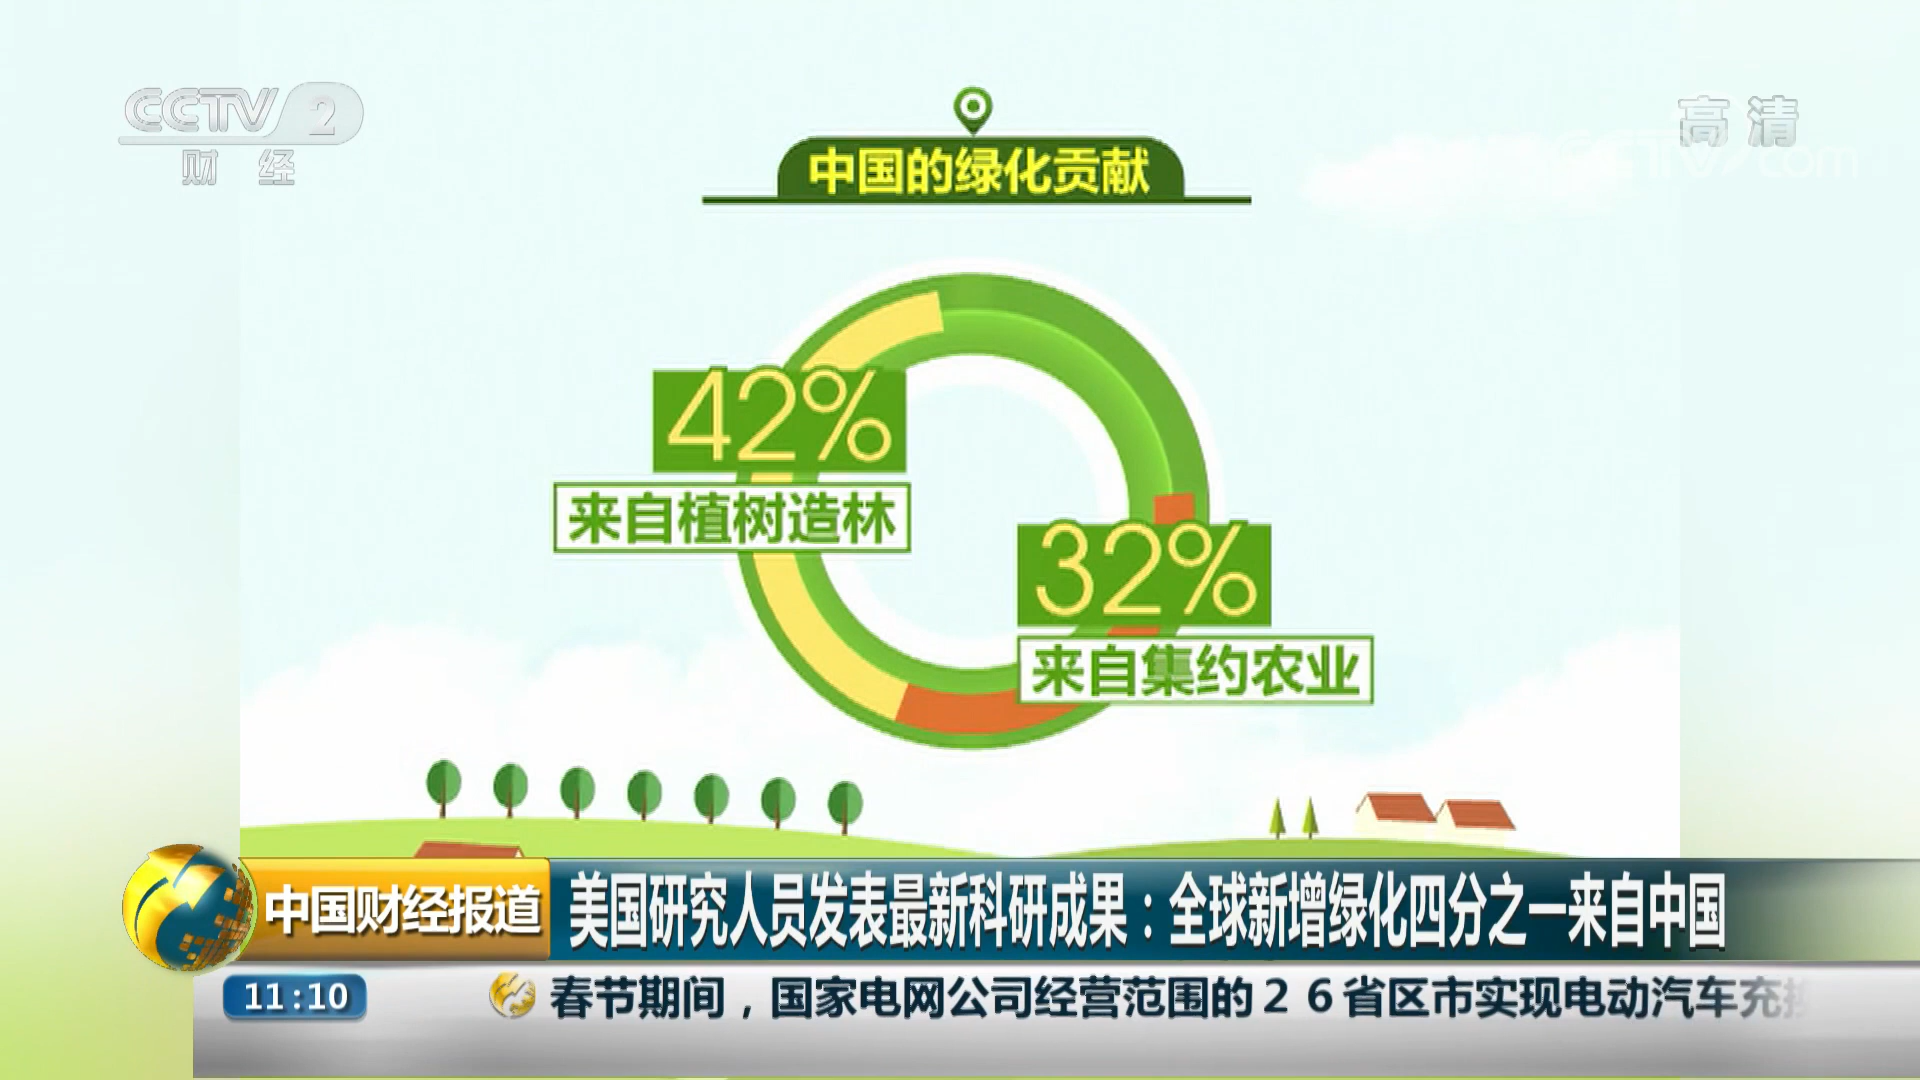 CCTV 2
财 经
高清
com
中国的绿化贡献
42%
来自植树造林
32%
来自集约农业
中国财经报道
美国研究人员发表最新科研成果：全球新增绿化四分之一来自中国
11:10
春节期间，国家电网公司经营范围的26省区市实现电动汽车充